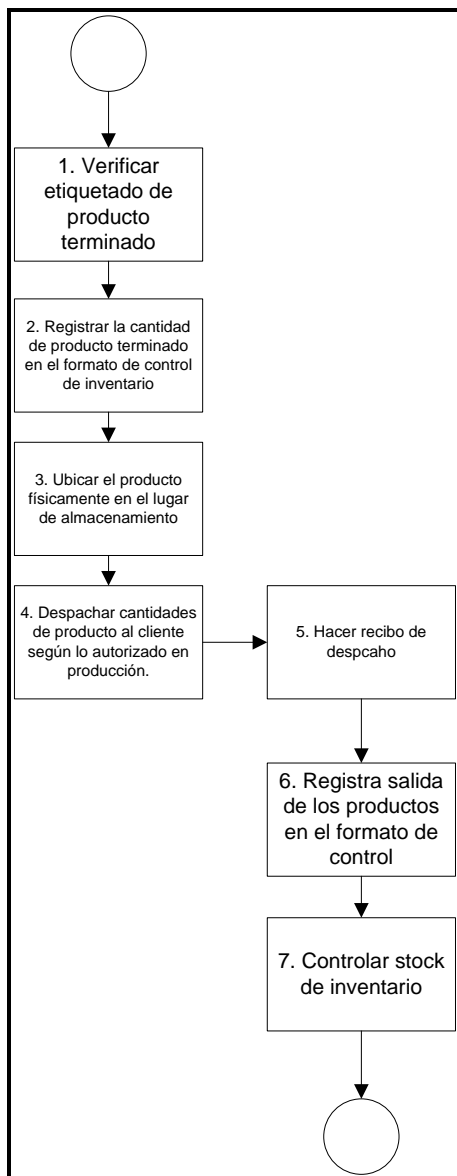 1. Verificar
etiquetado de
producto
terminado
2. Registrar la cantidad
de producto terminado
en el formato de control
de inventario
3. Ubicar el producto
físicamente en el lugar
de almacenamiento
4. Despachar cantidades
de producto al cliente
según lo autorizado en
producción.
5. Hacer recibo de
despcaho
6. Registra salida
de los productos
en el formato de
control
7. Controlar stock
de inventario